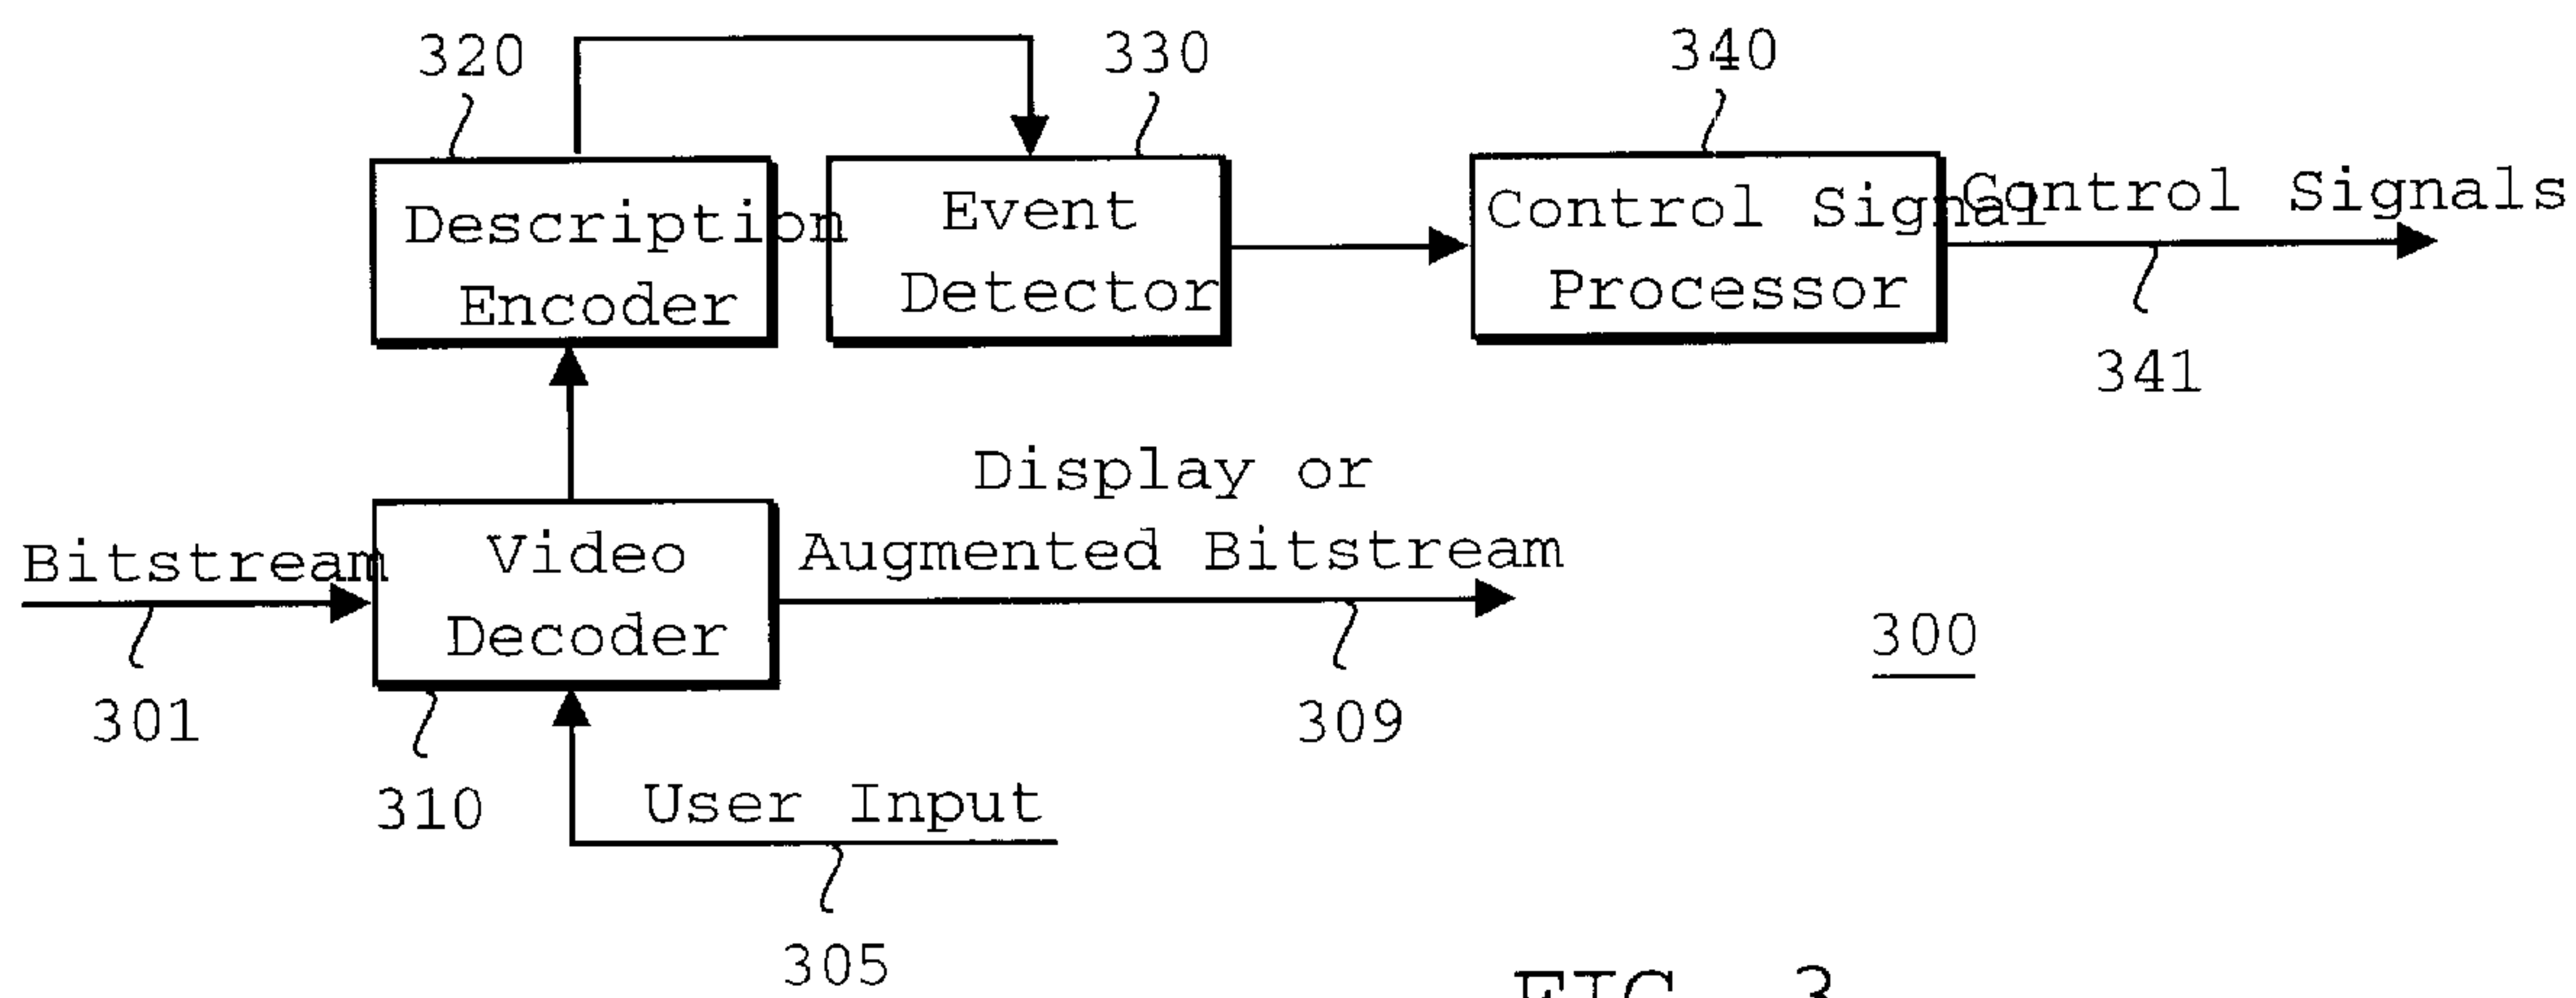 320
330
340
Description
Encoder
Event
Detector
Control Signal
Processor
Control Signals
341
Display or
Augmented Bitstream
Bitstream
Video
Decoder
300
301
309
310
User Input
305
FIG. 3